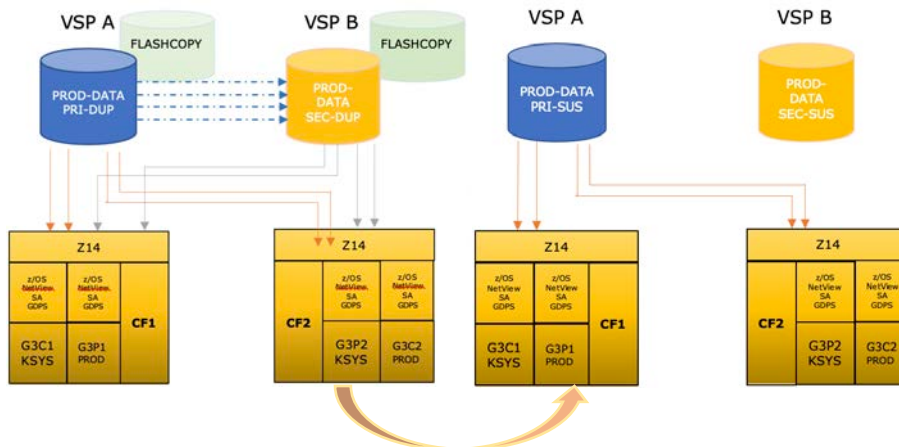 VSP A
VSP B
VSP A
VSP B
FLASHCOPY
FLASHCOPY
PROD-DATA
PRI-DUP
PROD-
DATA
SEC-DUP
PROD-DATA
PRI-SUS
PROD-
DATA
SEC-SUS
Z14
z/OS
NetView.
SA
GDPS
z/OS
NetView.
SA
GDPS
CF1
G3C1
KSYS
G3P1
PROD
Z14
CF2
z/OS
NetView.
SA
GDPS
z/OS
NetView.
SA
GDPS
G3P2
KSYS
G3C2
PROD
Z14
z/OS
NetView
SA
GDPS
z/OS
NetView
SA
GDPS
CF1
G3C1
KSYS
G3P1
PROD
Z14
CF2
z/OS
NetView
SA
GDPS
z/OS
NetView
SA
GDPS
G3P2
KSYS
G3C2
PROD